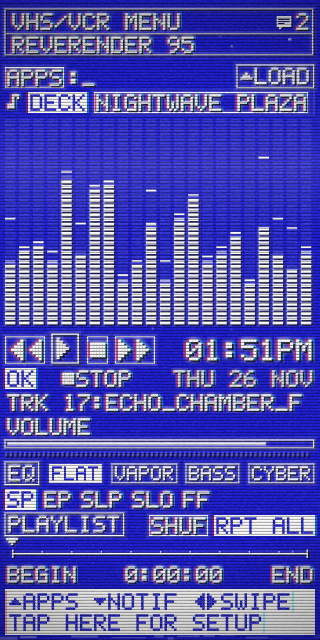 VHS/VCR MENU 2
REVERENDER 95
APPS:_ LOAD
DECK NIGHTWAVE PLAZA
01:51PM
OK STOP THU 26 NOV
TRK 17:ECHO_CHAMBER_F
VOLUME
EQ FLAT VAPOR BASS CYBER
SP EP SLP SLO FF
PLAYLIST SHUF RPT ALL
BEGIN 0:00:00 END
APPS NOTIF SWIPE
TAP HERE FOR SETUP